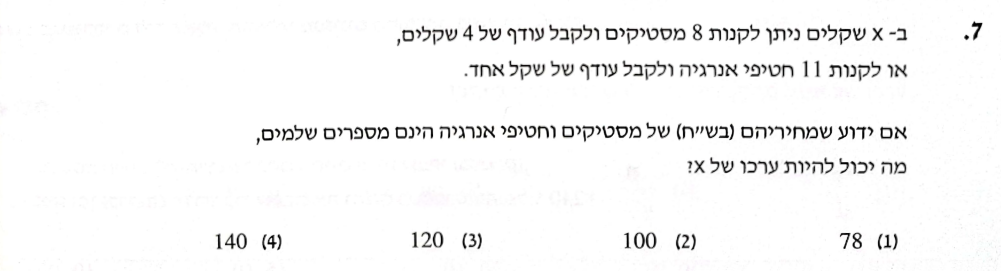 7. ב- x שקלים ניתן לקנות 8 מסטיקים ולקבל עודף של 4 שקלים,
או לקנות 11 חטיפי אנרגיה ולקבל עודף של שקל אחד.
אם ידוע שמחיריהם (בש״ח) של מסטיקים וחטיפי אנרגיה הינם מספרים שלמים,
מה יכול להיות ערכו של x?
(1) 78 (2) 100 (3) 120 (4) 140